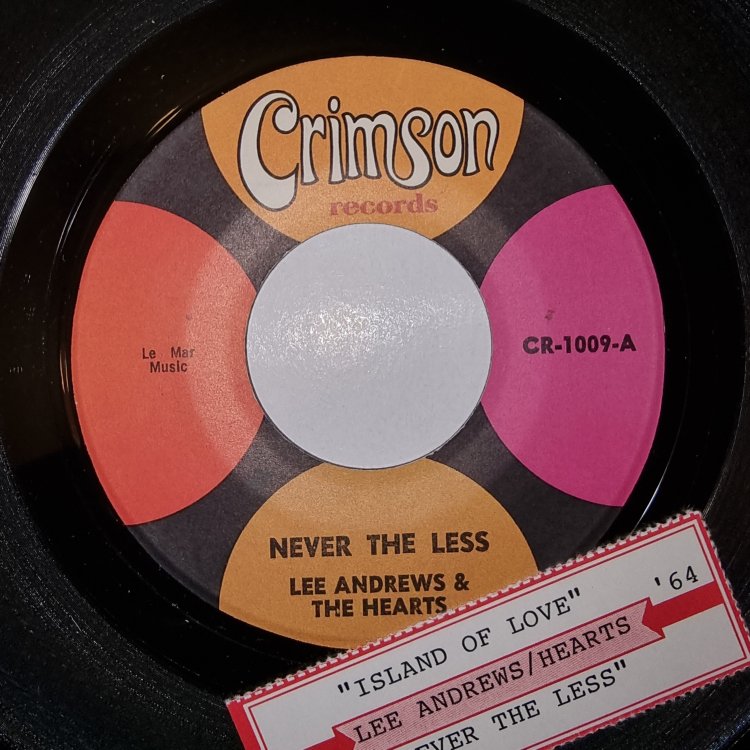 Crimson
records
Le Mar
Music
CR-1009-A
NEVER THE LESS
LEE ANDREWS &
THE HEARTS
"ISLAND OF LOVE"
'64
LEE ANDREWS/HEARTS
EVER THE LESS"